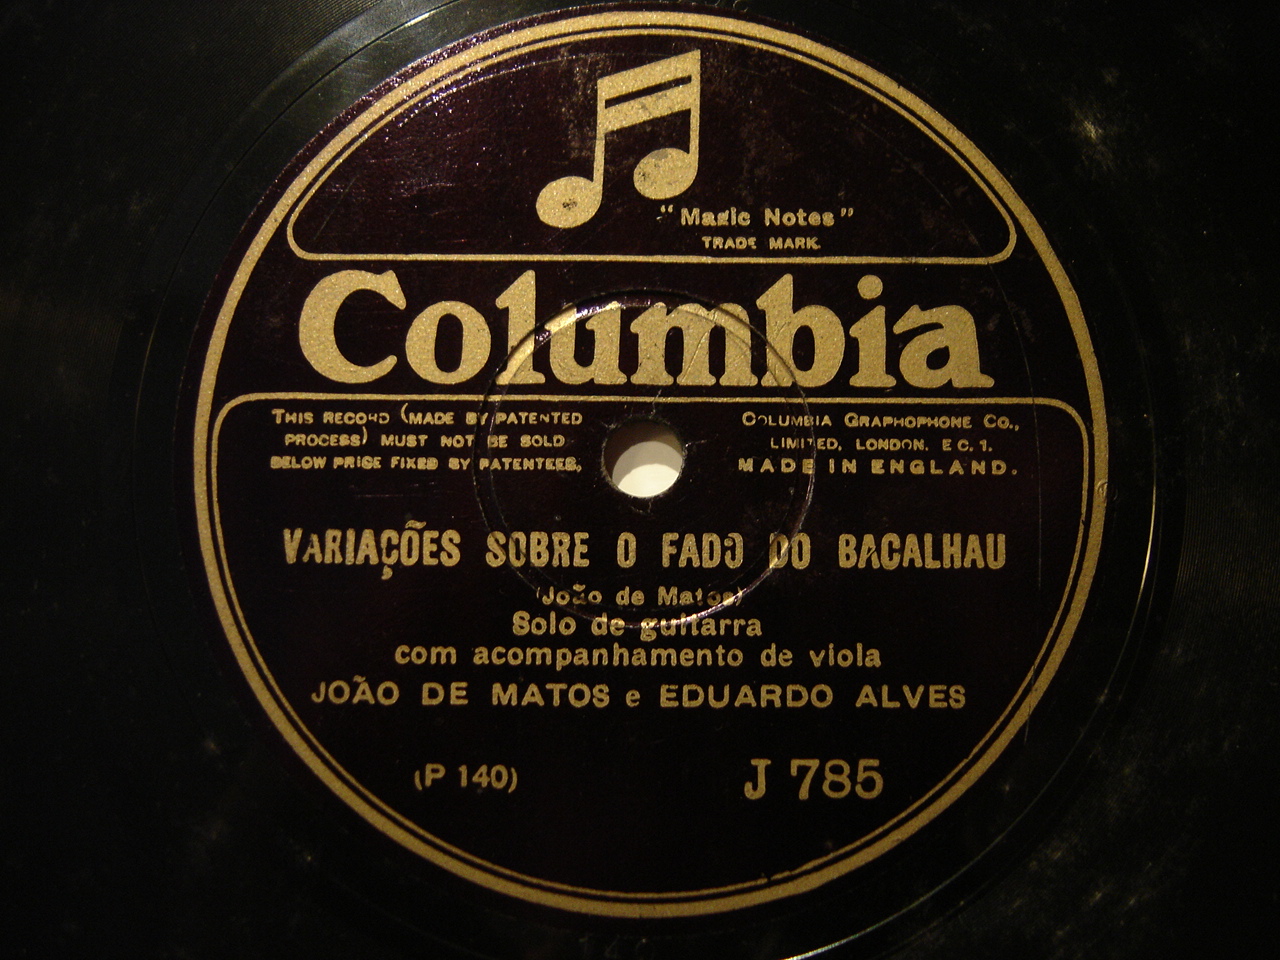 "Magic Notes"
TRADE MARK.
Columbia
THIS RECORD (MADE BY PATENTED
PROCESS) MUST NOT BE SOLD
BELOW PRICE FIXED BY PATENTEES,
COLUMBIA GRAPHOPHONE CO.,
LIMITED, LONDON. E C. 1.
MADE IN ENGLAND.
VARIAÇÕES SOBRE O FADO DO BACALHAU
(João de Matos)
Solo de guitarra
com acompanhamento de viola
JOÃO DE MATOS e EDUARDO ALVES
(P 140)
J 785